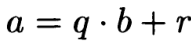 a = q · b + r